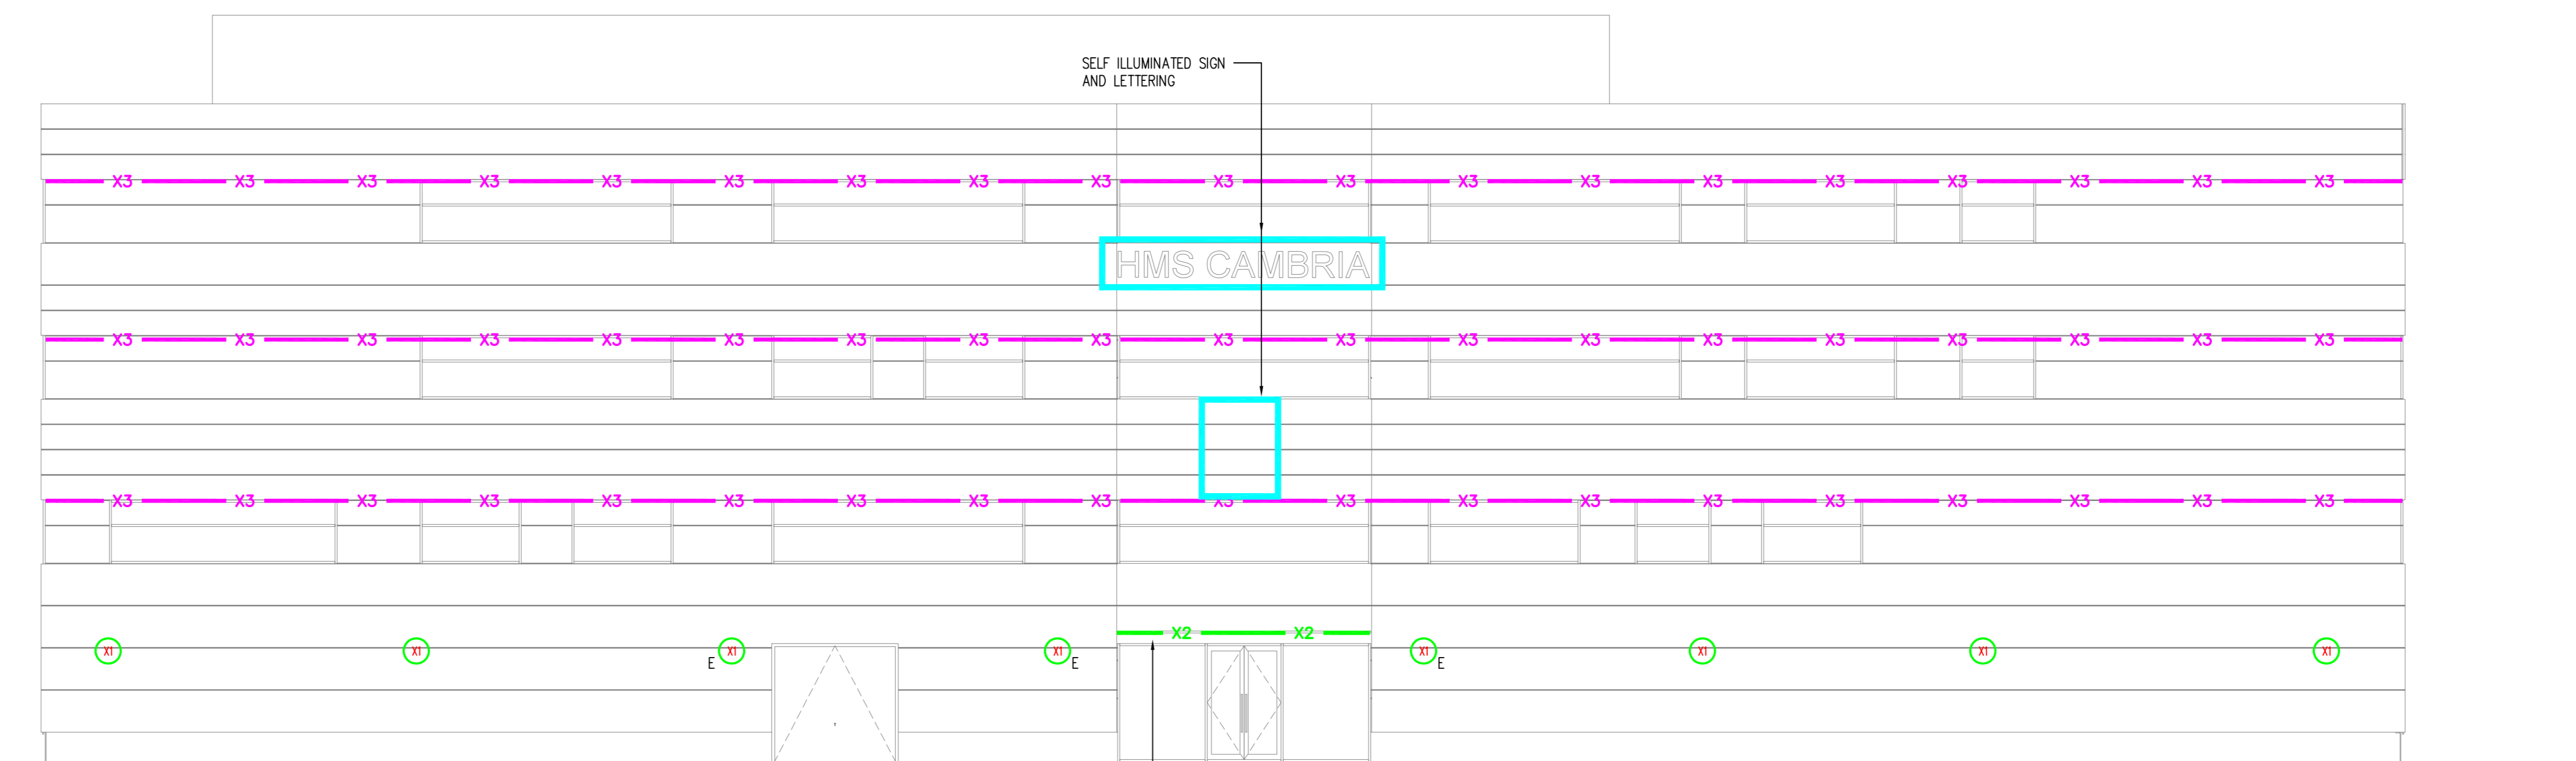 SELF ILLUMINATED SIGN
AND LETTERING
X3 X3 X3 X3 X3 X3 X3 X3 X3 X3 X3 X3 X3 X3 X3 X3 X3 X3 X3
HMS CAMBRIA
X3 X3 X3 X3 X3 X3 X3 X3 X3 X3 X3 X3 X3 X3 X3 X3 X3 X3 X3
X3 X3 X3 X3 X3 X3 X3 X3 X3 X3 X3 X3 X3 X3 X3 X3 X3 X3 X3
X2 X2
X1 X1 X1 X1 X1 X1 X1 X1
E E E